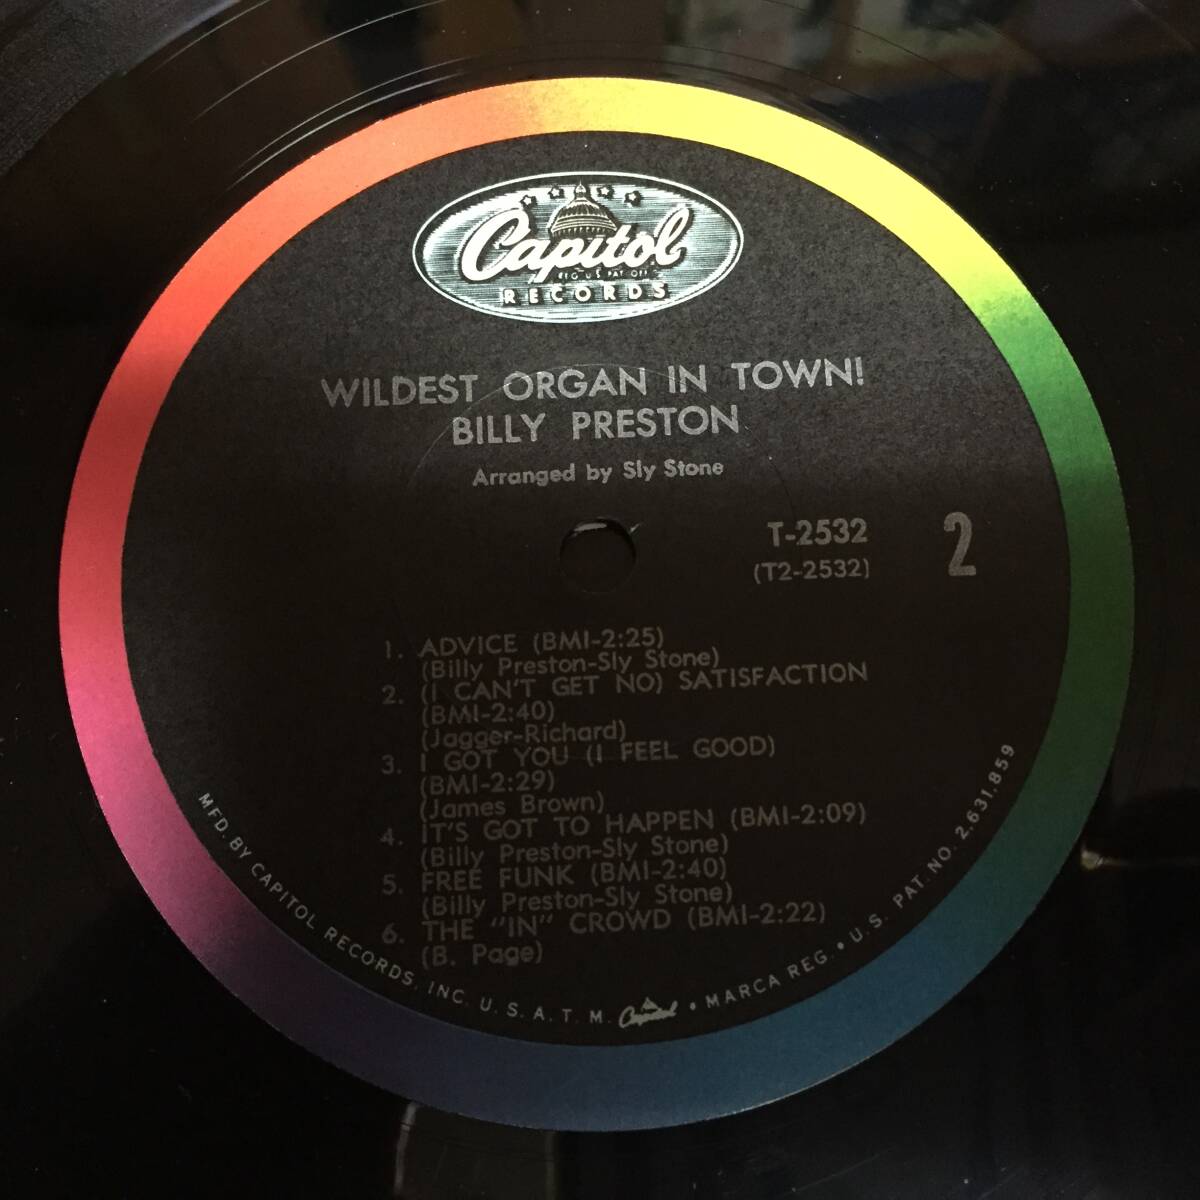 Capitol
REG. U.S. PAT. OFF.
RECORDS
WILDEST ORGAN IN TOWN!
BILLY PRESTON
Arranged by Sly Stone
T-2532
(T2-2532)
2
1. ADVICE (BMI-2:25)
(Billy Preston-Sly Stone)
2. (I CAN'T GET NO) SATISFACTION
(BMI-2:40)
(Jagger-Richard)
3. I GOT YOU (I FEEL GOOD)
(BMI-2:29)
(James Brown)
4. IT'S GOT TO HAPPEN (BMI-2:09)
(Billy Preston-Sly Stone)
5. FREE FUNK (BMI-2:40)
(Billy Preston-Sly Stone)
6. THE "IN" CROWD (BMI-2:22)
(B. Page)
MFD. BY CAPITOL RECORDS, INC. U.S.A. T.M. Capitol • MARCA REG. • U.S. PAT. NO. 2,631,859